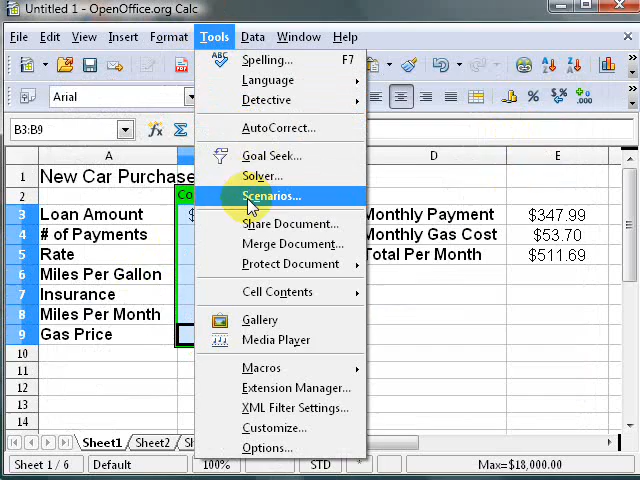 Untitled 1 - OpenOffice.org Calc
File Edit View Insert Format Tools Data Window Help
Arial
B3:B9
Spelling... F7
Language
Detective
AutoCorrect...
Goal Seek...
Solver...
Scenarios...
Share Document...
Merge Document...
Protect Document
Cell Contents
Gallery
Media Player
Macros
Extension Manager...
XML Filter Settings...
Customize...
Options...
A D E
1 New Car Purchase
2
3 Loan Amount Monthly Payment $347.99
4 # of Payments Monthly Gas Cost $53.70
5 Rate Total Per Month $511.69
6 Miles Per Gallon
7 Insurance
8 Miles Per Month
9 Gas Price
10
11
12
13
14
Sheet1 Sheet2
Sheet 1 / 6 Default 100% STD * Max=$18,000.00